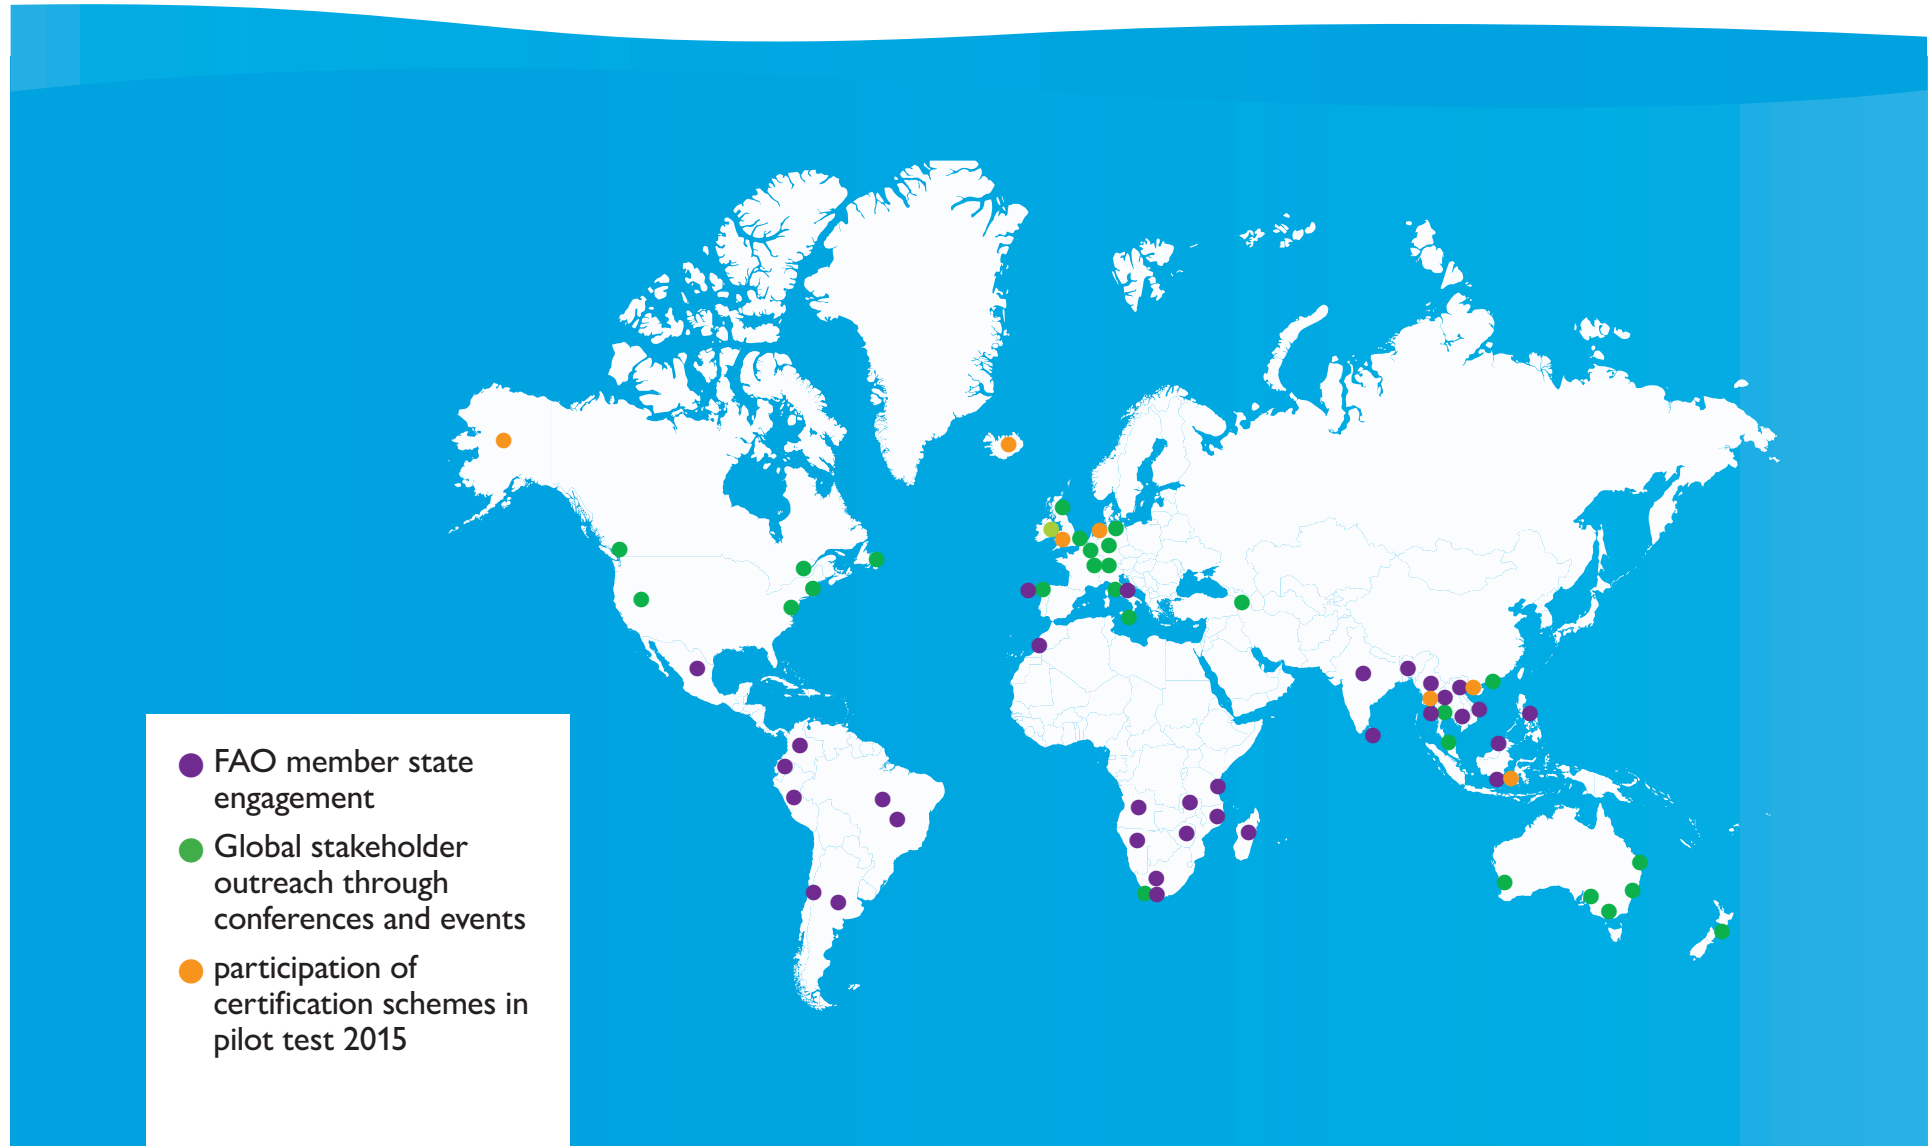 FAO member state
engagement
Global stakeholder
outreach through
conferences and events
participation of
certification schemes in
pilot test 2015